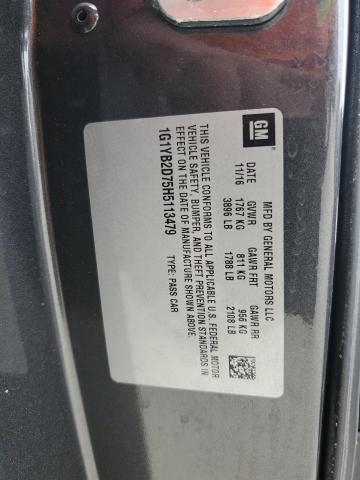 GM
MFD BY GENERAL MOTORS LLC
DATE GVWR GAWR FRT GAWR RR
11/16 1767 KG 811 KG 956 KG
3896 LB 1788 LB 2108 LB
THIS VEHICLE CONFORMS TO ALL APPLICABLE U.S. FEDERAL MOTOR
VEHICLE SAFETY, BUMPER, AND THEFT PREVENTION STANDARDS IN
EFFECT ON THE DATE OF MANUFACTURE SHOWN ABOVE.
1G1YB2D75H5113479 TYPE: PASS CAR